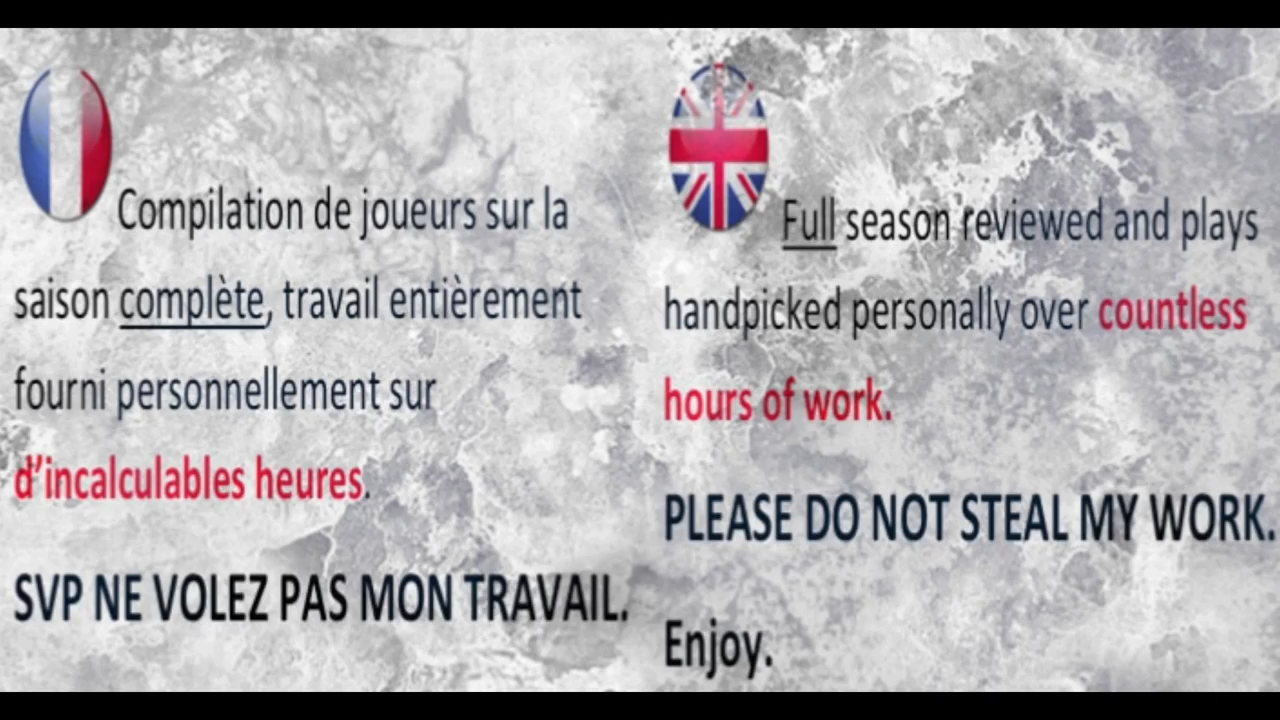 Compilation de joueurs sur la
saison complète, travail entièrement
fourni personnellement sur
d'incalculables heures.
SVP NE VOLEZ PAS MON TRAVAIL.
Full season reviewed and plays
handpicked personally over countless
hours of work.
PLEASE DO NOT STEAL MY WORK.
Enjoy.